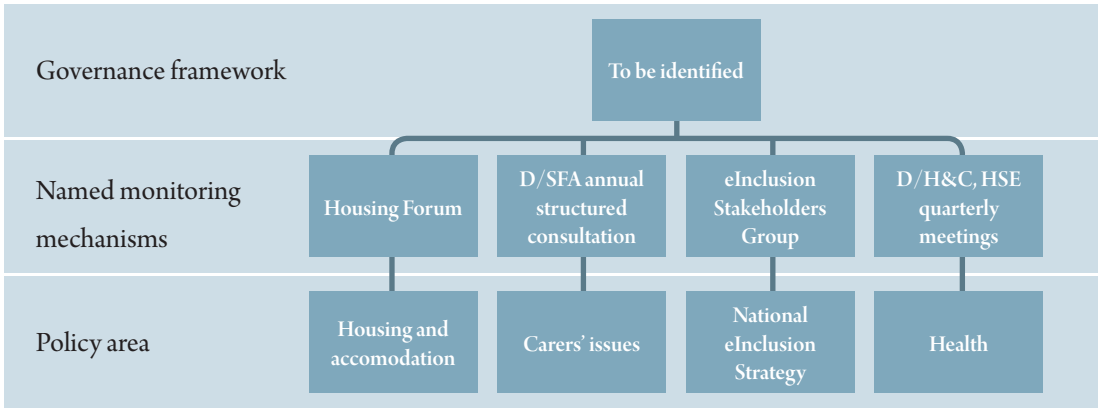 Governance framework
To be identified
Named monitoring
mechanisms
Housing Forum
D/SFA annual
structured
consultation
eInclusion
Stakeholders
Group
D/H&C, HSE
quarterly
meetings
Policy area
Housing and
accomodation
Carers’ issues
National
eInclusion
Strategy
Health